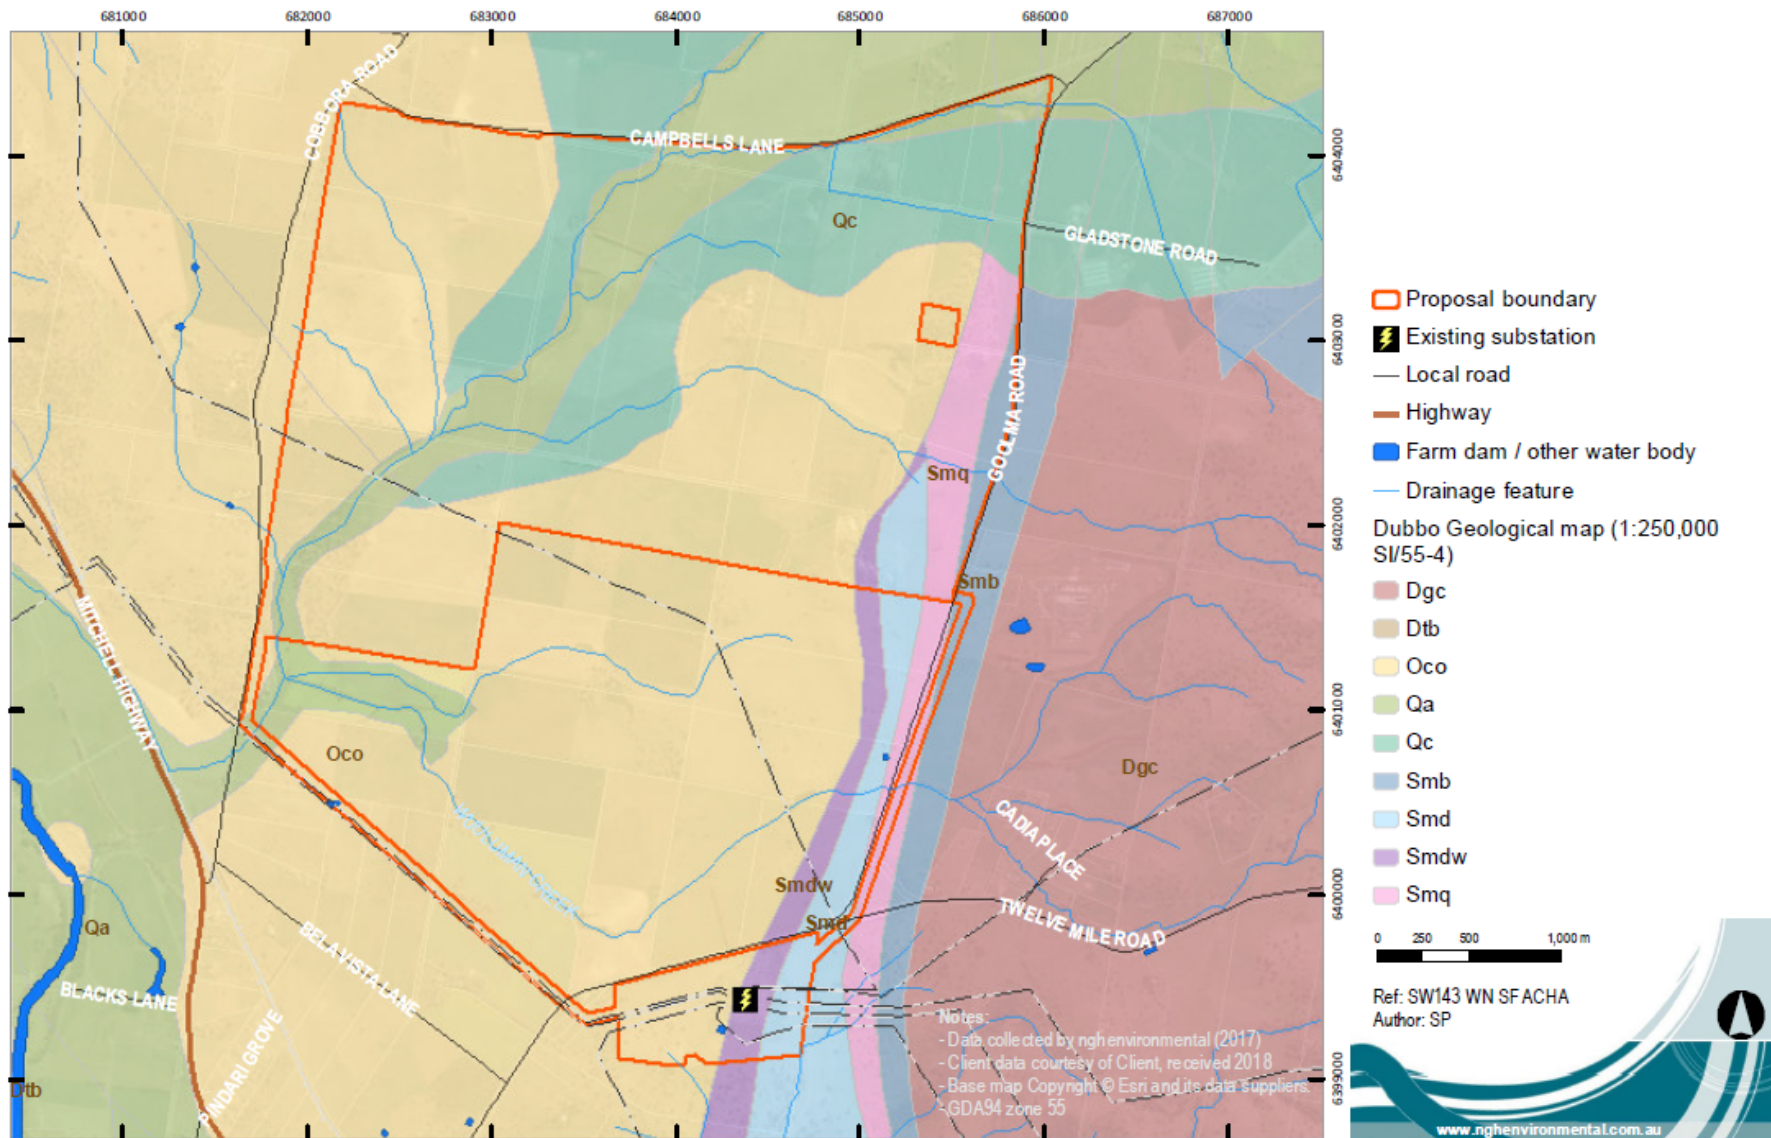 681000 682000 683000 684000 685000 686000 687000
COBBORA ROAD
CAMPBELLS LANE
6404000
Qc
GLADSTONE ROAD
6403000
GOOLMA ROAD
Smq
6402000
Smb
MITCHELL HIGHWAY
6401000
Oco
Dgc
CADIA PLACE
Smdw
6400000
Smd
TWELVE MILE ROAD
Qa
BELA VISTA LANE
BLACKS LANE
PINDARI GROVE
6399000
Dtb
Notes:
- Data collected by nghenvironmental (2017)
- Client data courtesy of Client, received 2018
- Base map Copyright © Esri and its data suppliers.
- GDA94 zone 55
Proposal boundary
Existing substation
Local road
Highway
Farm dam / other water body
Drainage feature
Dubbo Geological map (1:250,000
SI/55-4)
Dgc
Dtb
Oco
Qa
Qc
Smb
Smd
Smdw
Smq
0 250 500 1,000 m
Ref: SW143 WN SF ACHA
Author: SP
www.nghenvironmental.com.au